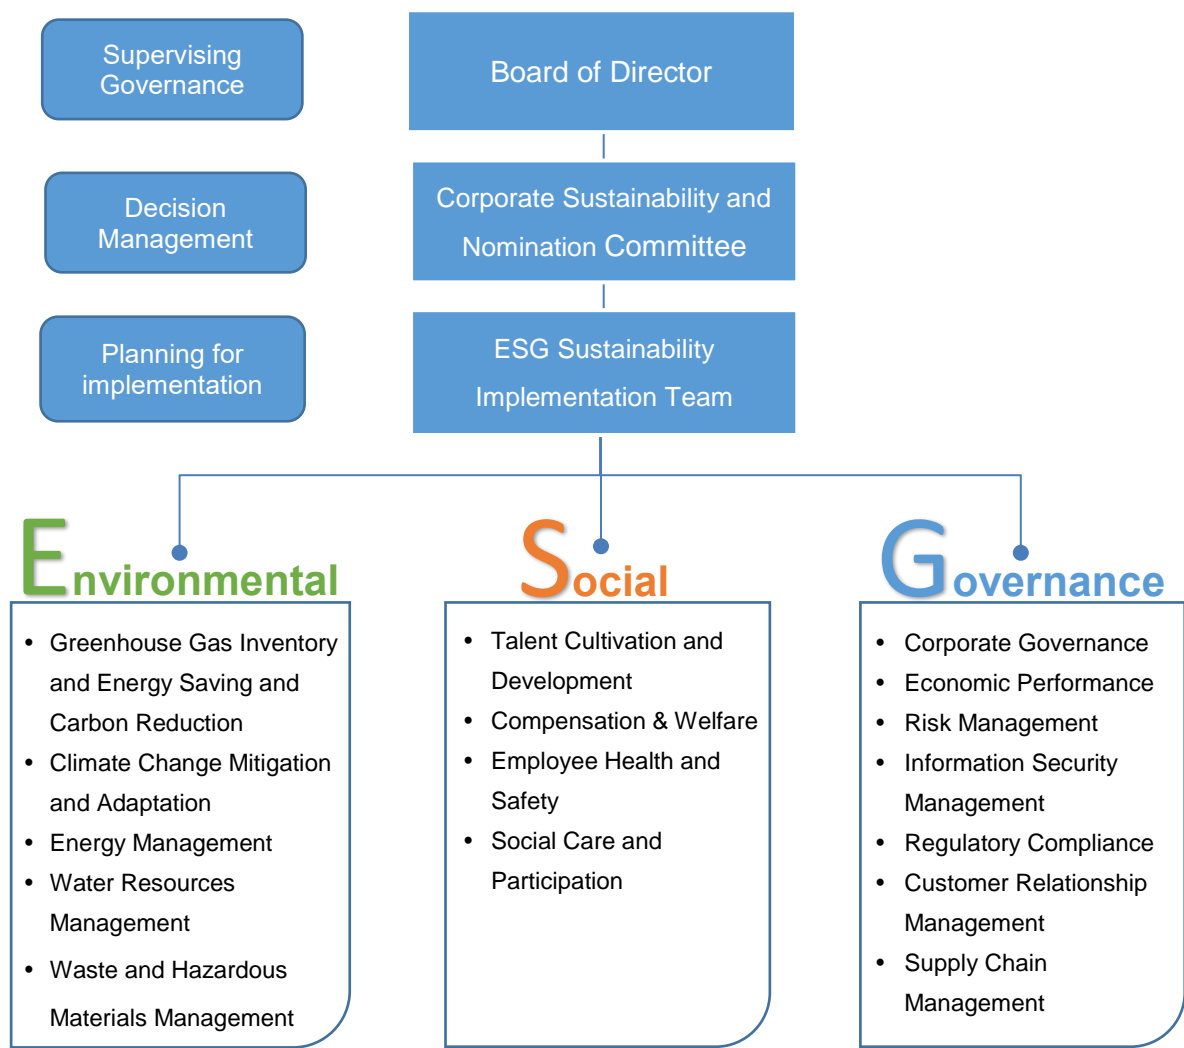 Supervising
Governance
Board of Director
Decision
Management
Corporate Sustainability and
Nomination Committee
Planning for
implementation
ESG Sustainability
Implementation Team
Environmental
• Greenhouse Gas Inventory
and Energy Saving and
Carbon Reduction
• Climate Change Mitigation
and Adaptation
• Energy Management
• Water Resources
Management
• Waste and Hazardous
Materials Management
Social
• Talent Cultivation and
Development
• Compensation & Welfare
• Employee Health and
Safety
• Social Care and
Participation
Governance
• Corporate Governance
• Economic Performance
• Risk Management
• Information Security
Management
• Regulatory Compliance
• Customer Relationship
Management
• Supply Chain
Management